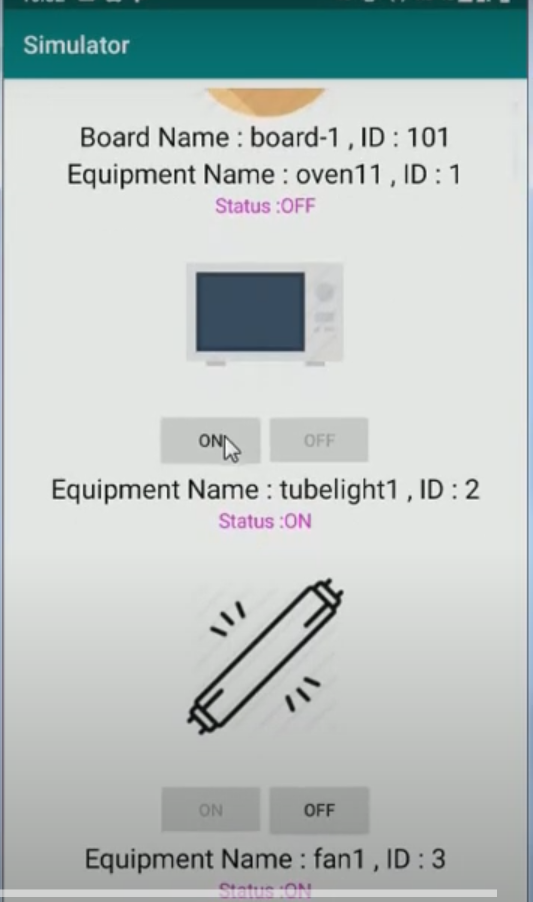 Simulator
Board Name : board-1 , ID : 101
Equipment Name : oven11 , ID : 1
Status :OFF
ON OFF
Equipment Name : tubelight1 , ID : 2
Status :ON
ON OFF
Equipment Name : fan1 , ID : 3
Status :ON